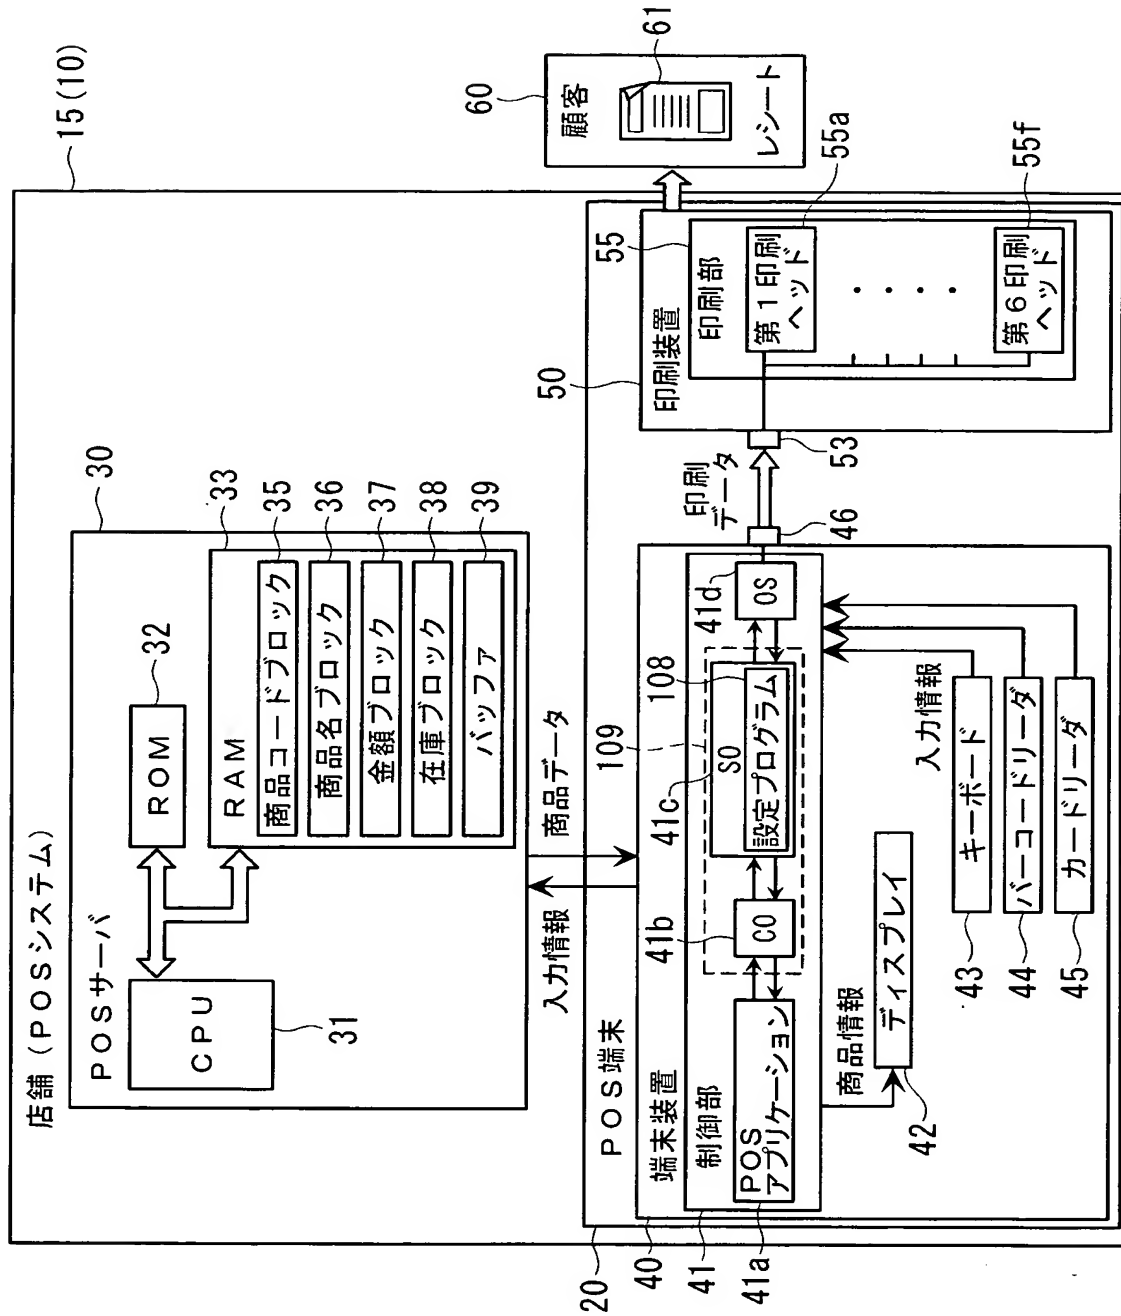 15(10)
店舗(POSシステム)
30
POSサーバ
CPU
31
ROM
32
RAM
33
商品コードブロック
35
商品名ブロック
36
金額ブロック
37
在庫ブロック
38
バッファ
39
入力情報
商品データ
20
POS端末
40
端末装置
41
制御部
41a
POS
アプリケーション
41b
CO
109
41c
SO
108
設定プログラム
41d
OS
46
印刷
データ
53
商品情報
42
ディスプレイ
入力情報
43
キーボード
44
バーコードリーダ
45
カードリーダ
50
印刷装置
55
印刷部
第1印刷
ヘッド
55a
第6印刷
ヘッド
55f
60
顧客
61
レシート